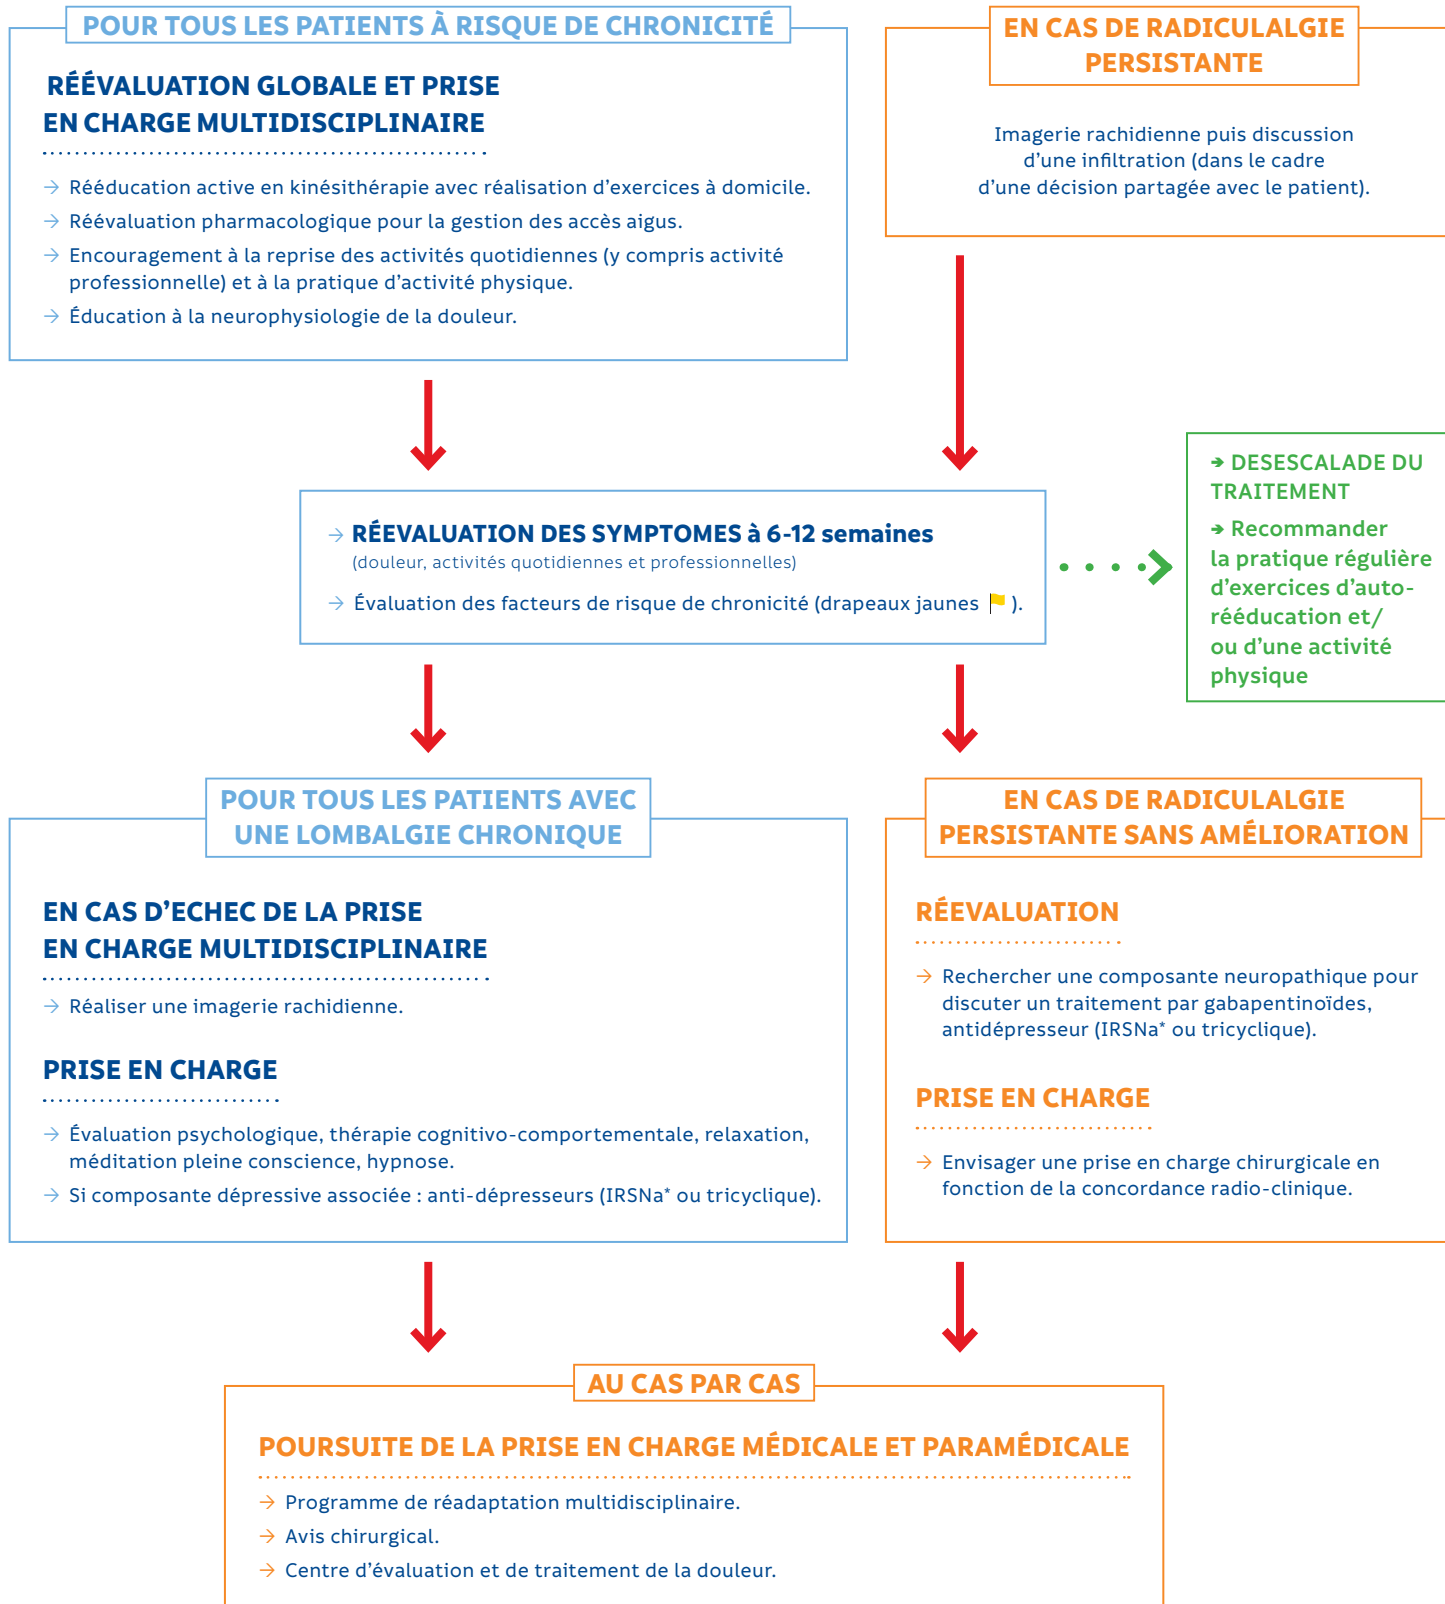 POUR TOUS LES PATIENTS À RISQUE DE CHRONICITÉ
RÉÉVALUATION GLOBALE ET PRISE
EN CHARGE MULTIDISCIPLINAIRE
→ Rééducation active en kinésithérapie avec réalisation d’exercices à domicile.
→ Réévaluation pharmacologique pour la gestion des accès aigus.
→ Encouragement à la reprise des activités quotidiennes (y compris activité
professionnelle) et à la pratique d’activité physique.
→ Éducation à la neurophysiologie de la douleur.
EN CAS DE RADICULALGIE
PERSISTANTE
Imagerie rachidienne puis discussion
d’une infiltration (dans le cadre
d’une décision partagée avec le patient).
→ RÉEVALUATION DES SYMPTOMES à 6-12 semaines
(douleur, activités quotidiennes et professionnelles)
→ Évaluation des facteurs de risque de chronicité (drapeaux jaunes ).
→ DESESCALADE DU
TRAITEMENT
→ Recommander
la pratique régulière
d’exercices d’auto-
rééducation et/
ou d’une activité
physique
POUR TOUS LES PATIENTS AVEC
UNE LOMBALGIE CHRONIQUE
EN CAS D’ECHEC DE LA PRISE
EN CHARGE MULTIDISCIPLINAIRE
→ Réaliser une imagerie rachidienne.
PRISE EN CHARGE
→ Évaluation psychologique, thérapie cognitivo-comportementale, relaxation,
méditation pleine conscience, hypnose.
→ Si composante dépressive associée : anti-dépresseurs (IRSNa* ou tricyclique).
EN CAS DE RADICULALGIE
PERSISTANTE SANS AMÉLIORATION
RÉEVALUATION
→ Rechercher une composante neuropathique pour
discuter un traitement par gabapentinoïdes,
antidépresseur (IRSNa* ou tricyclique).
PRISE EN CHARGE
→ Envisager une prise en charge chirurgicale en
fonction de la concordance radio-clinique.
AU CAS PAR CAS
POURSUITE DE LA PRISE EN CHARGE MÉDICALE ET PARAMÉDICALE
→ Programme de réadaptation multidisciplinaire.
→ Avis chirurgical.
→ Centre d’évaluation et de traitement de la douleur.